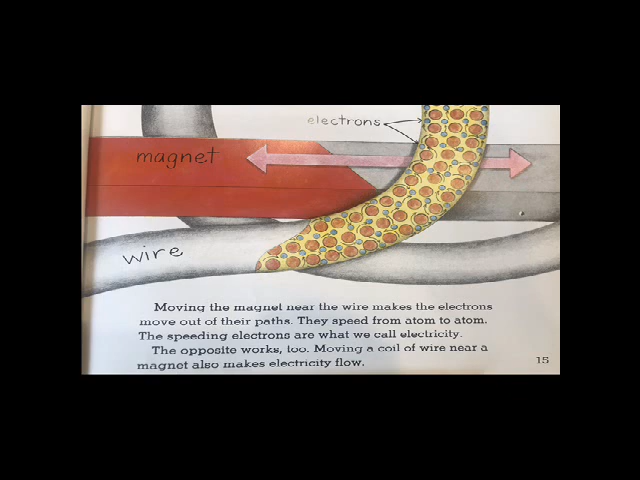 electrons
magnet
wire
Moving the magnet near the wire makes the electrons
move out of their paths. They speed from atom to atom.
The speeding electrons are what we call electricity.
The opposite works, too. Moving a coil of wire near a
magnet also makes electricity flow.
15